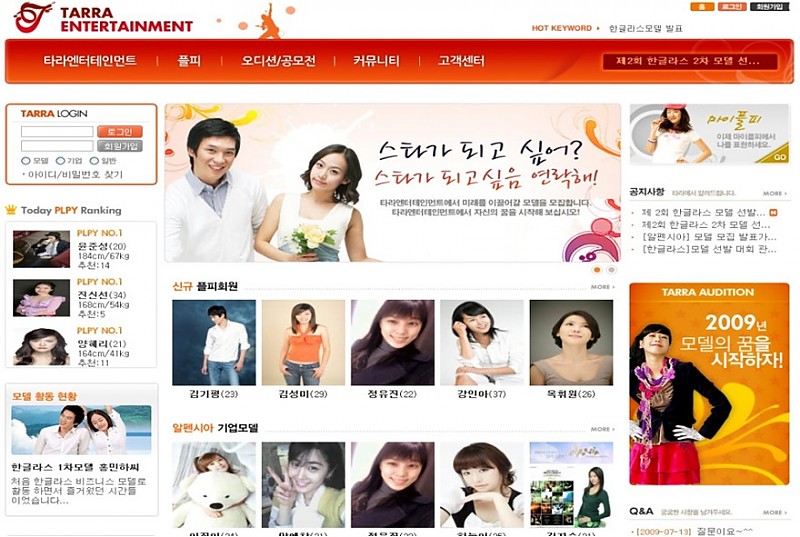 TARRA
ENTERTAINMENT
홈 로그인 회원가입
HOT KEYWORD 한글라스모델 발표
타라엔터테인먼트 플피 오디션/공모전 커뮤니티 고객센터
제2회 한글라스 2차 모델 선...
TARRA LOGIN
로그인
회원가입
모델 기업 일반
아이디/비밀번호 찾기
Today PLPY Ranking
PLPY NO.1
윤준성(20)
184cm/67kg
추천:14
PLPY NO.1
진신선(34)
168cm/54kg
추천:5
PLPY NO.1
양혜리(21)
164cm/41kg
추천:11
모델 활동 현황
한글라스 1차모델 홍민하씨
처음 한글라스 비즈니스 모델로
활동 하면서 즐거웠던 시간들
이었습니다...
스타가 되고 싶어?
스타가 되고 싶음 연락해!
타라엔터테인먼트에서 미래를 이끌어갈 모델을 모집합니다.
타라엔터테인먼트에서 자신의 꿈을 시작해 보십시오!
신규 플피회원
MORE
김기평(23) 김성미(29) 정유진(22) 강인아(37) 옥휘원(26)
알펜시아 기업모델
MORE
마이플피
이제 마이플피에서
나를 표현하세요.
GO
공지사항 타라에서 알려드립니다.
MORE
제 2회 한글라스 모델 선발...
제2회 한글라스 2차 모델 선...
[알펜시아] 모델 모집 발표가...
[한글라스]모델 선발 대회 관...
TARRA AUDITION
2009년
모델의 꿈을
시작하자!
Q&A 궁금한 사항을 남겨주세요.
MORE
[2009-07-13] 질문이요~^^